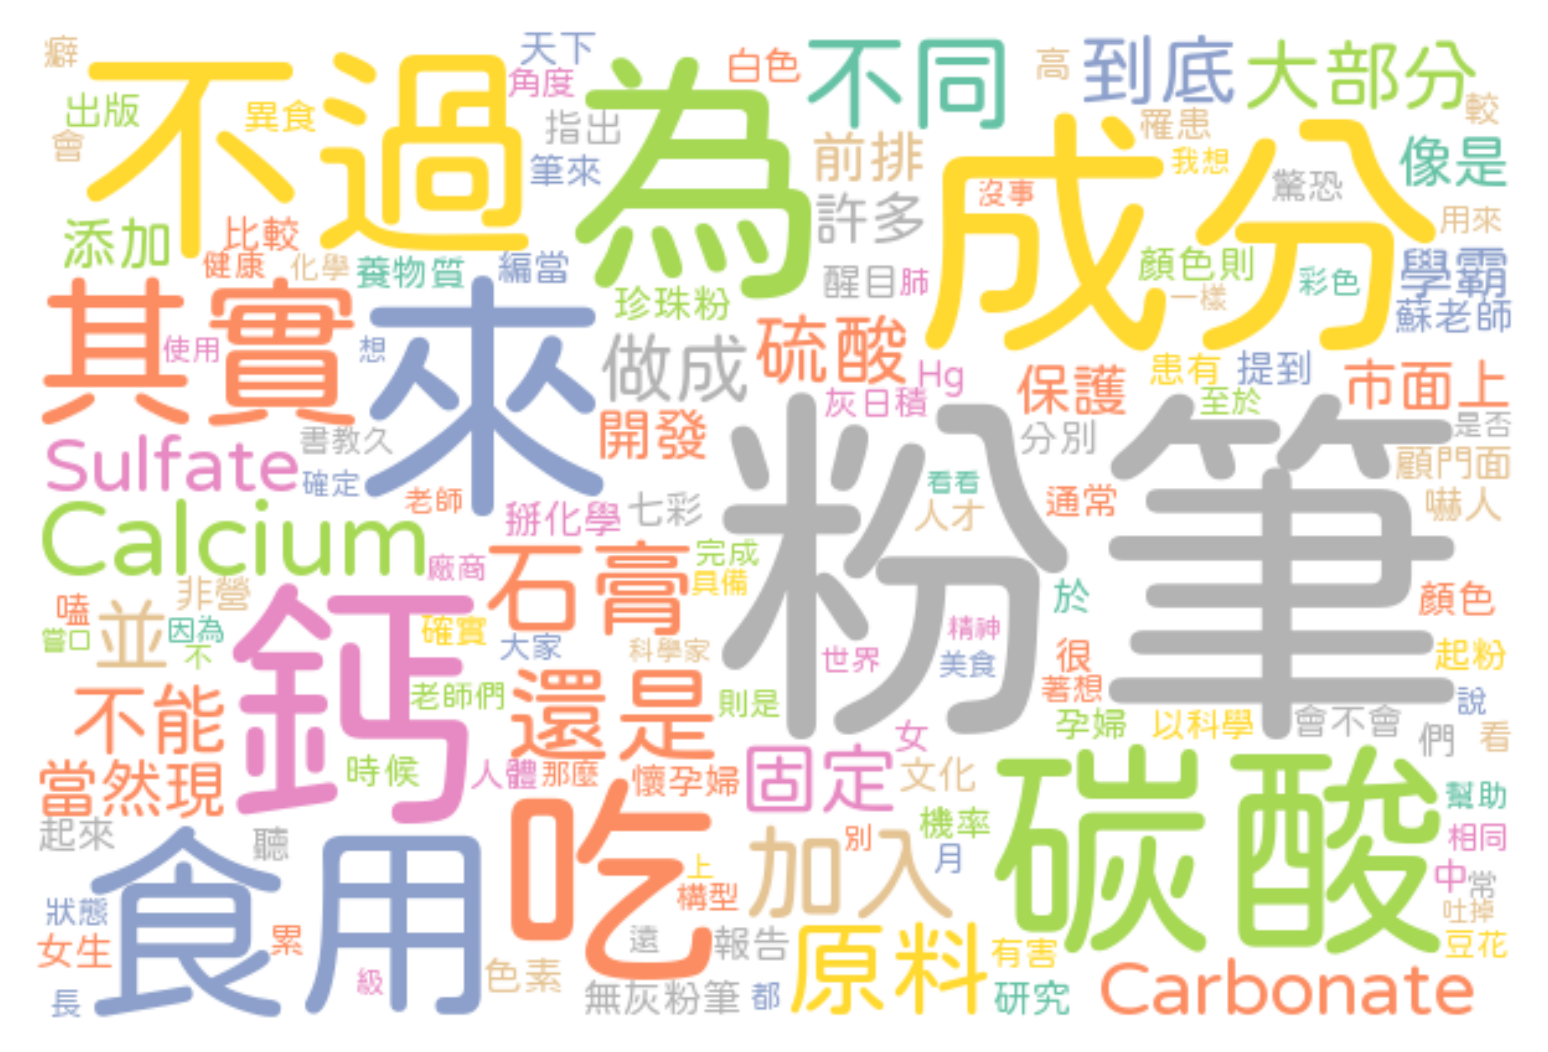 癖
天下
白色
不同
高
到底
大部分
出版
不過
異食
角度
為
較
會
指出
前排
罹患
成分
像是
筆來
我想
添加
比較
許多
沒事
驚恐
用來
健康
化學
養物質
編當
珍珠粉
醒目
肺
顏色則
一樣
彩色
學霸
蘇老師
其實
使用
想
來
做成
硫酸
Hg
保護
患有
提到
市面上
灰日積
至於
Sulfate
書教久
開發
粉筆
分別
是否
確定
老師
顧門面
Calcium
掰化學
七彩
看看
人才
通常
嚇人
廠商
石膏
完成
具備
嗑
非營
鈣
於
顏色
嘗口
並
因為
不
確實
大家
科學家
世界
精神
美食
很
起粉
不能
老師們
還是
則是
著想
孕婦
以科學
會不會
說
女
們
看
當然現
時候
人體
那麼
懷孕婦
固定
文化
碳酸
幫助
起來
聽
食用
吃
加入
別
機率
月
相同
上
構型
中
常
狀態
吐掉
女生
累
遠
報告
原料
有害
豆花
級
色素
長
無灰粉筆
都
研究
Carbonate